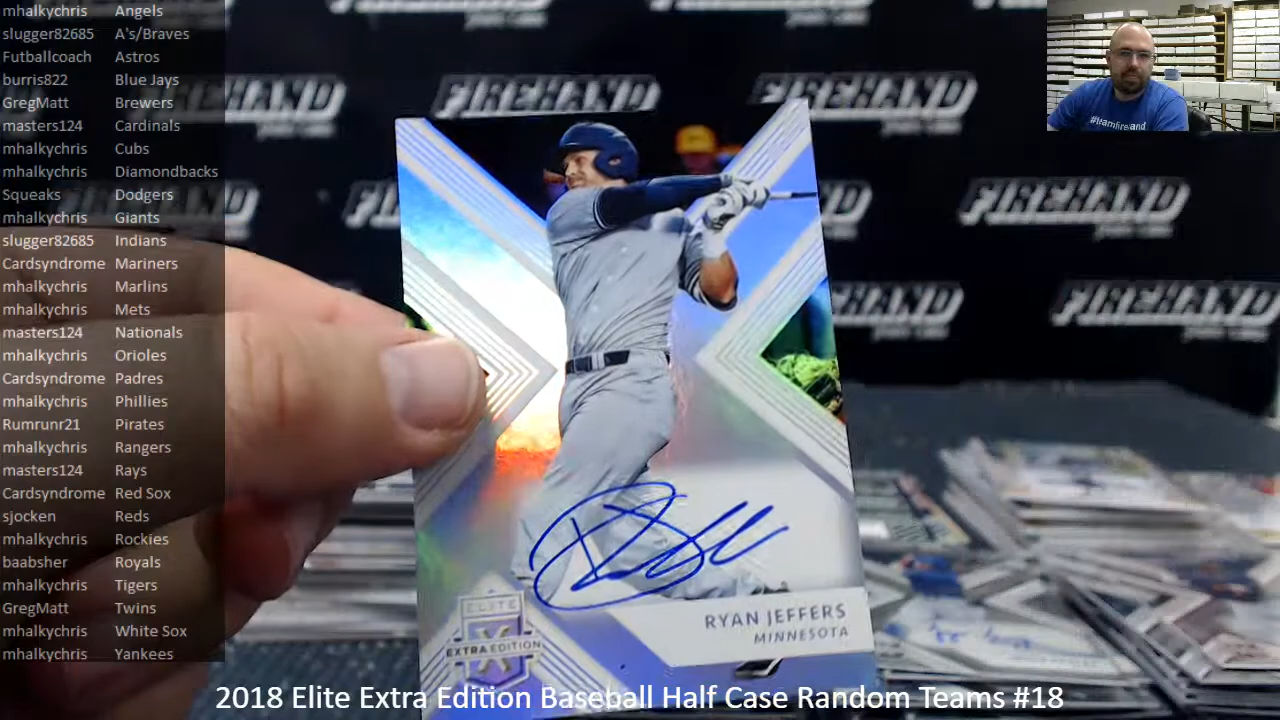 mhalkychris Angels
slugger82685 A's/Braves
Futballcoach Astros
burris822 Blue Jays
GregMatt Brewers
masters124 Cardinals
mhalkychris Cubs
mhalkychris Diamondbacks
Squeaks Dodgers
mhalkychris Giants
slugger82685 Indians
Cardsyndrome Mariners
mhalkychris Marlins
mhalkychris Mets
masters124 Nationals
mhalkychris Orioles
Cardsyndrome Padres
mhalkychris Phillies
Rumrunr21 Pirates
mhalkychris Rangers
masters124 Rays
Cardsyndrome Red Sox
sjocken Reds
mhalkychris Rockies
baabsher Royals
mhalkychris Tigers
GregMatt Twins
mhalkychris White Sox
mhalkychris Yankees
FIREHAND
FIREHAND
FIREHAND
FIREHAND
#teamfirehand
RYAN JEFFERS
MINNESOTA
ELITE
EXTRA EDITION
2018 Elite Extra Edition Baseball Half Case Random Teams #18